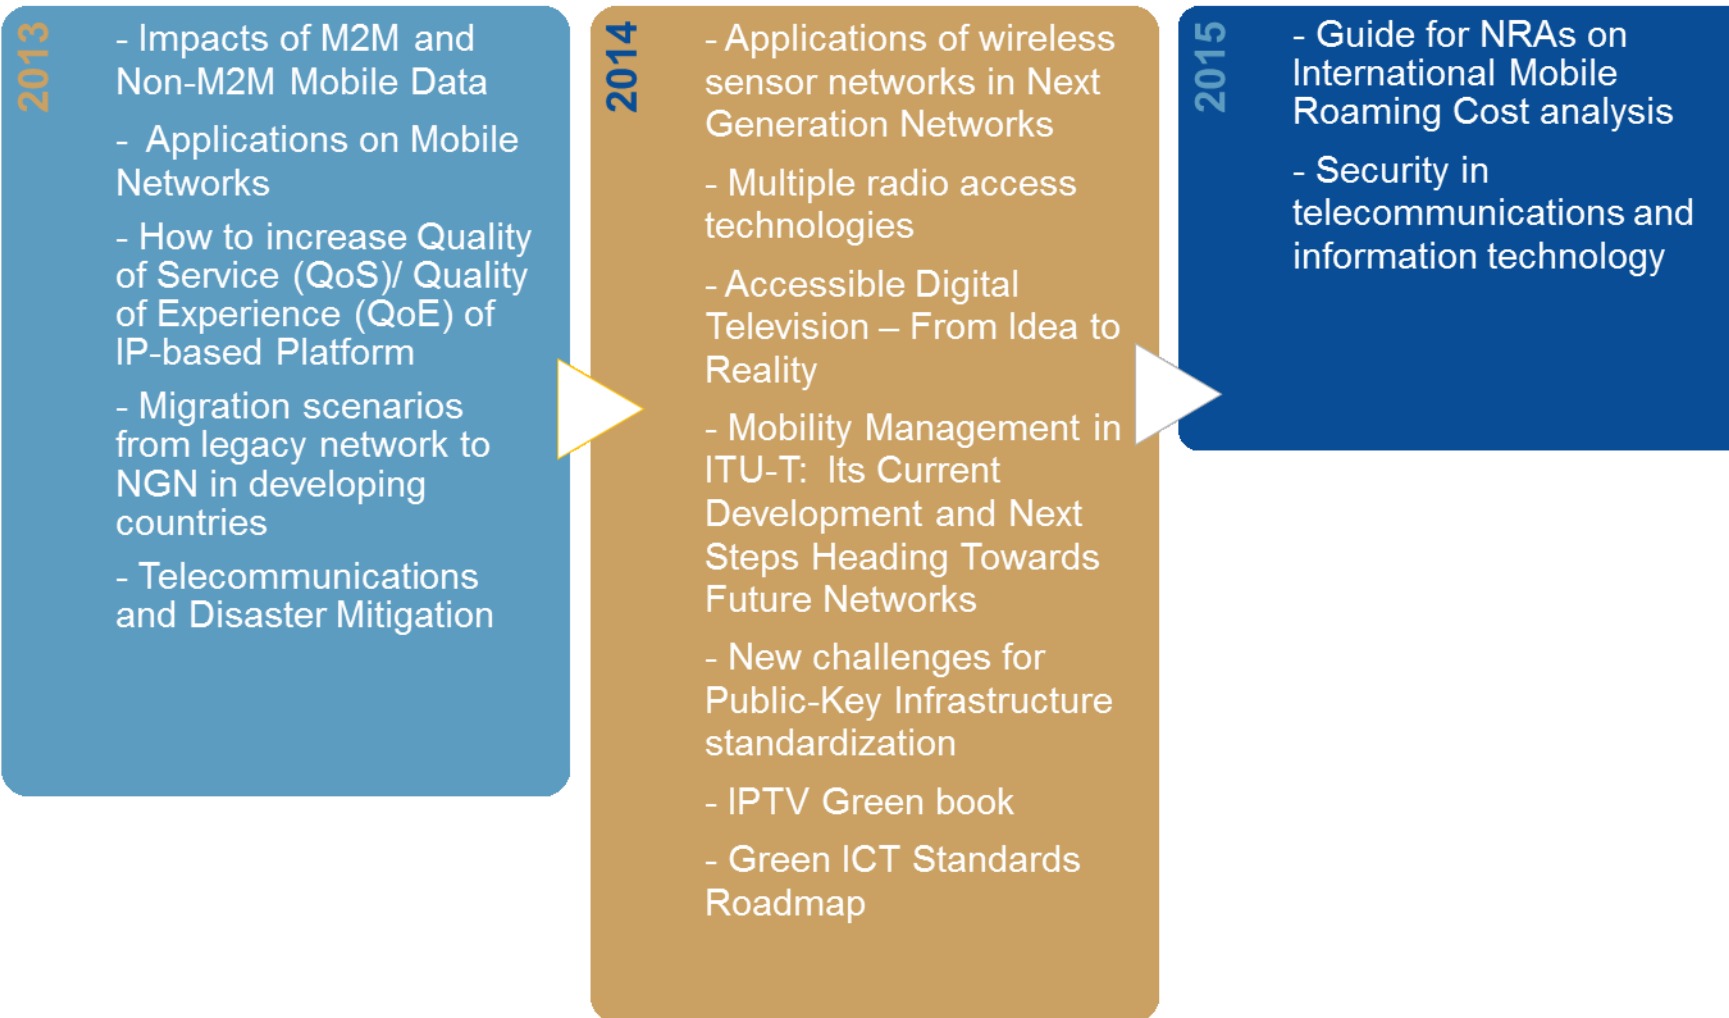 2013
- Impacts of M2M and
Non-M2M Mobile Data
- Applications on Mobile
Networks
- How to increase Quality
of Service (QoS)/ Quality
of Experience (QoE) of
IP-based Platform
- Migration scenarios
from legacy network to
NGN in developing
countries
- Telecommunications
and Disaster Mitigation
2014
- Applications of wireless
sensor networks in Next
Generation Networks
- Multiple radio access
technologies
- Accessible Digital
Television – From Idea to
Reality
- Mobility Management in
ITU-T: Its Current
Development and Next
Steps Heading Towards
Future Networks
- New challenges for
Public-Key Infrastructure
standardization
- IPTV Green book
- Green ICT Standards
Roadmap
2015
- Guide for NRAs on
International Mobile
Roaming Cost analysis
- Security in
telecommunications and
information technology